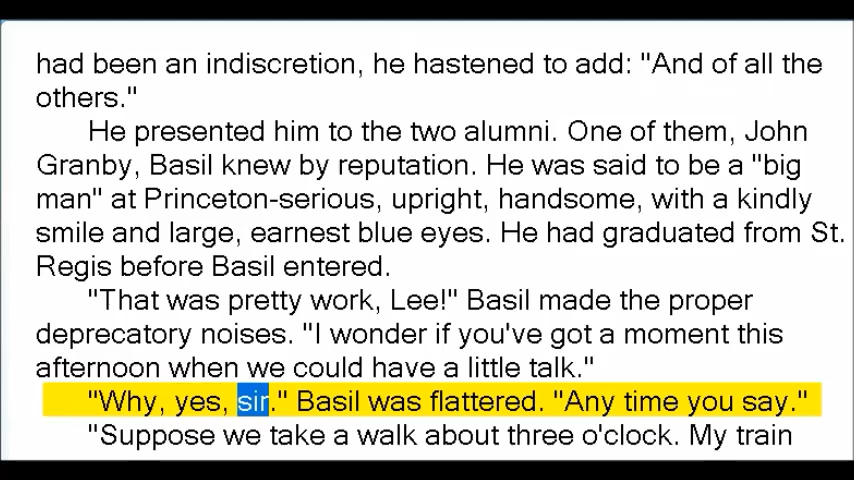 had been an indiscretion, he hastened to add: "And of all the
others."
He presented him to the two alumni. One of them, John
Granby, Basil knew by reputation. He was said to be a "big
man" at Princeton-serious, upright, handsome, with a kindly
smile and large, earnest blue eyes. He had graduated from St.
Regis before Basil entered.
"That was pretty work, Lee!" Basil made the proper
deprecatory noises. "I wonder if you've got a moment this
afternoon when we could have a little talk."
"Why, yes, sir." Basil was flattered. "Any time you say."
"Suppose we take a walk about three o'clock. My train